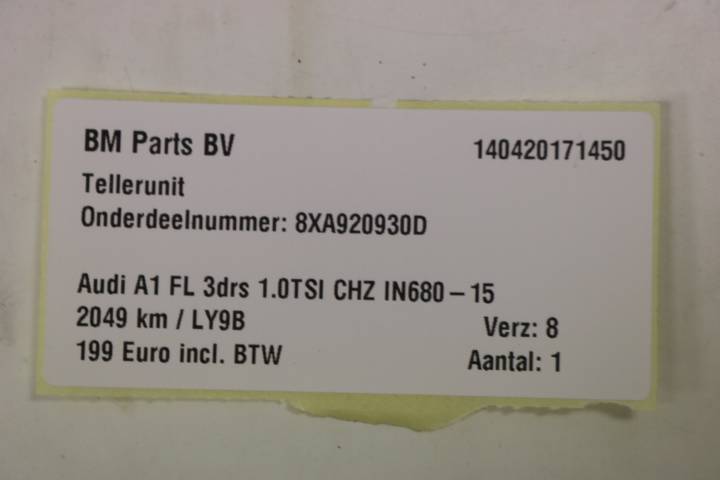 BM Parts BV 140420171450
Tellerunit
Onderdeelnummer: 8XA920930D
Audi A1 FL 3drs 1.0TSI CHZ IN680-15
2049 km / LY9B Verz: 8
199 Euro incl. BTW Aantal: 1